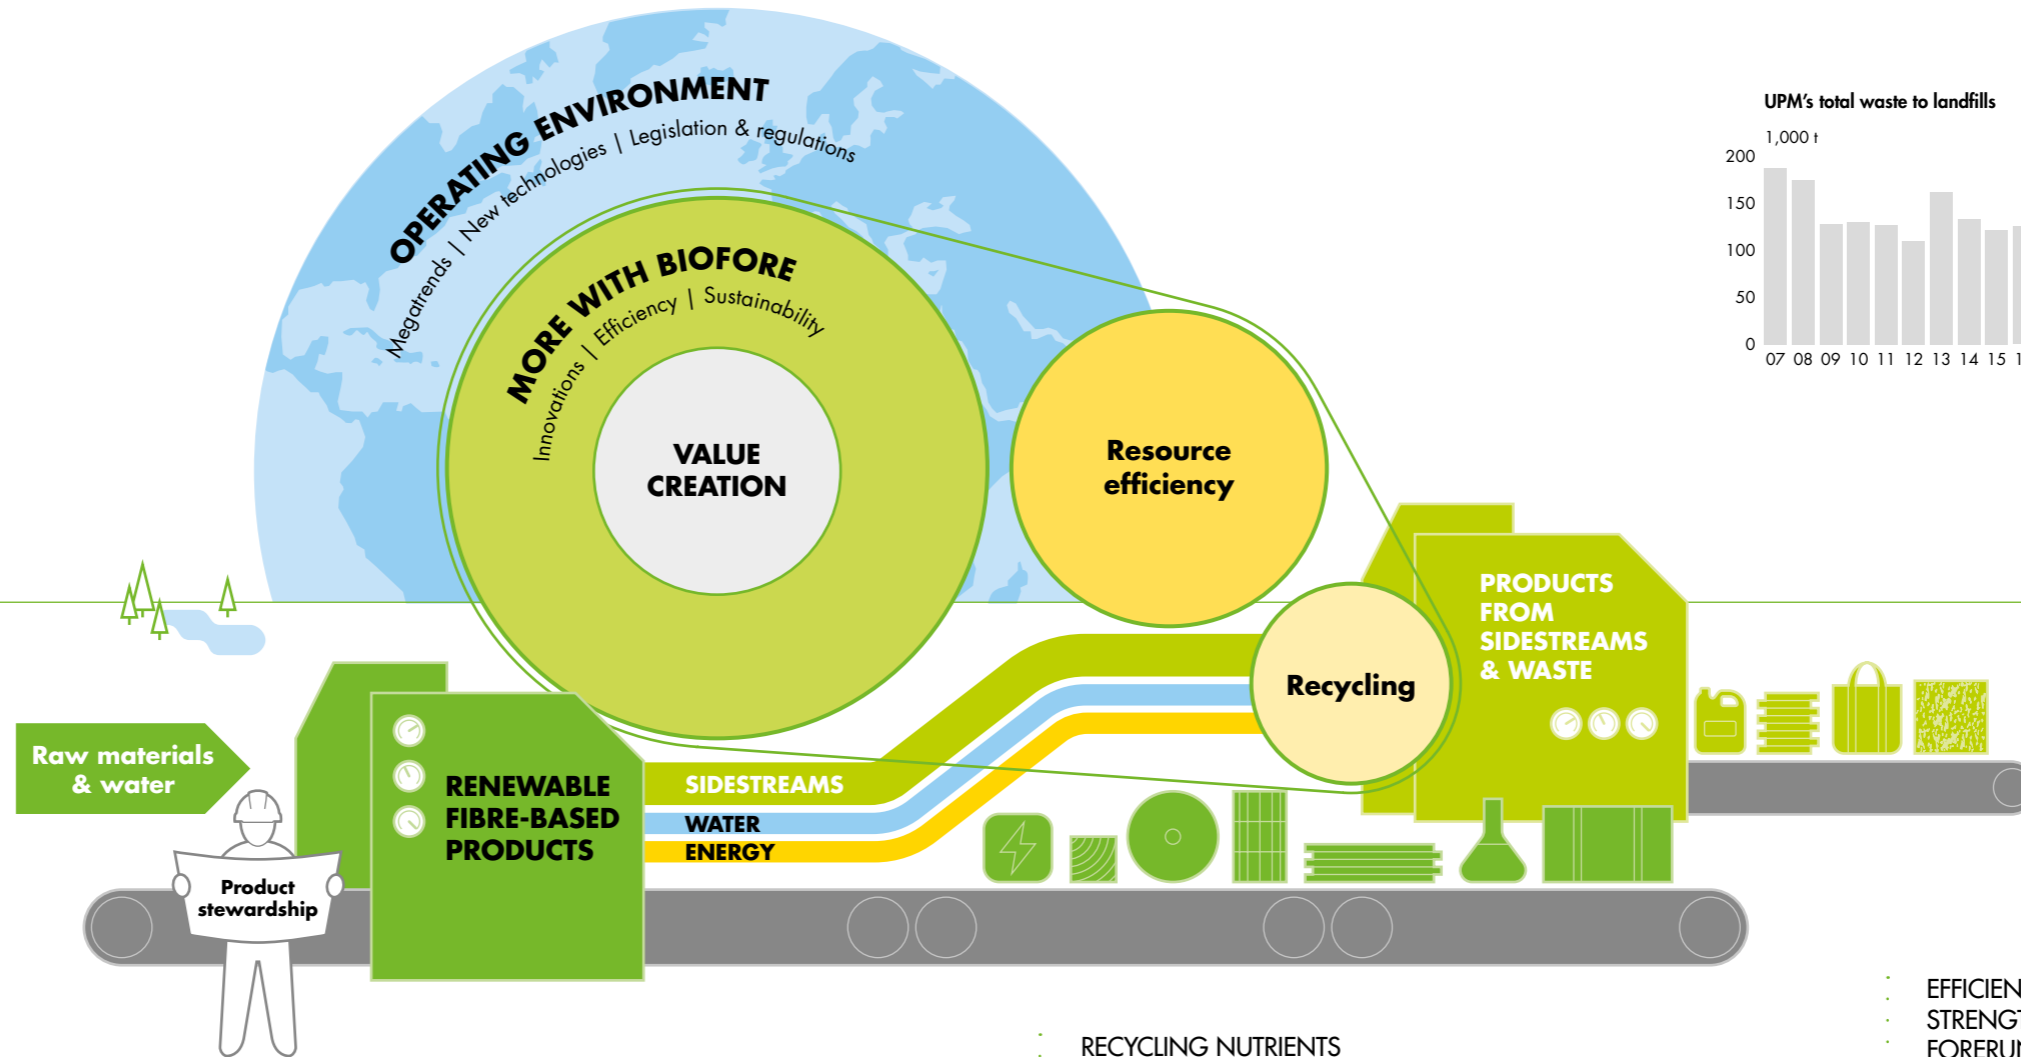 OPERATING ENVIRONMENT
Megatrends | New technologies | Legislation & regulations
MORE WITH BIOFORE
Innovations | Efficiency | Sustainability
VALUE
CREATION
Resource
efficiency
UPM's total waste to landfills
1,000 t
200
150
100
50
0
07 08 09 10 11 12 13 14 15
PRODUCTS
FROM
SIDESTREAMS
& WASTE
Recycling
Raw materials
& water
RENEWABLE
FIBRE-BASED
PRODUCTS
SIDESTREAMS
WATER
ENERGY
Product
stewardship
RECYCLING NUTRIENTS